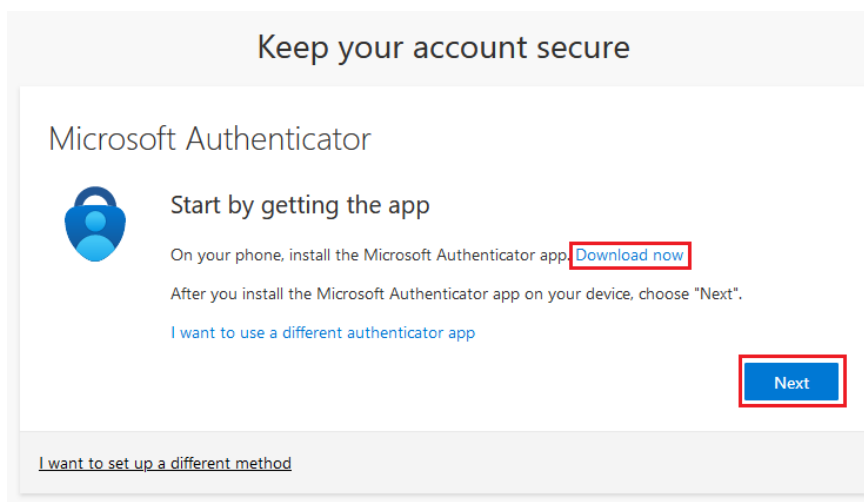 Keep your account secure
Microsoft Authenticator
Start by getting the app
On your phone, install the Microsoft Authenticator app. Download now
After you install the Microsoft Authenticator app on your device, choose "Next".
I want to use a different authenticator app
Next
I want to set up a different method